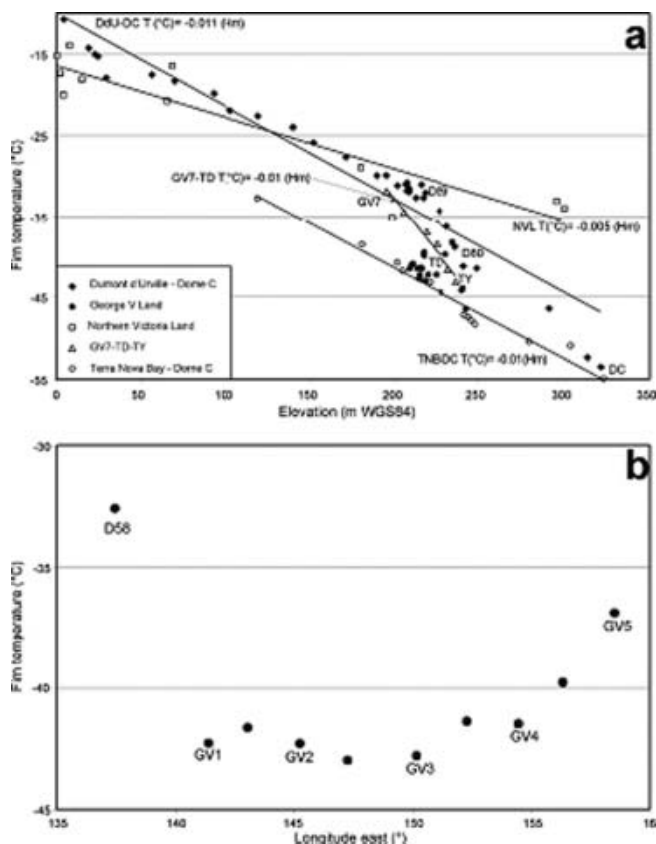 a
DdU-DC T (°C)= -0.011 (Hm)
-15
-25
-35
-45
-55
Firn temperature (°C)
GV7-TD T(°C)= -0.01 (Hm)
GV7
D59
NVL T(°C)= -0.005 (Hm)
D80
TD
TY
TNBDC T(°C)= -0.01(Hm)
DC
Dumont d'Urville - Dome C
George V Land
Northern Victoria Land
GV7-TD-TY
Terra Nova Bay - Dome C
0 50 100 150 200 250 300 350
Elevation (m WGS84)
b
-30
-35
-40
-45
Firn temperature (°C)
D58
GV1
GV2
GV3
GV4
GV5
135 140 145 150 155 16
Longitude east (°)